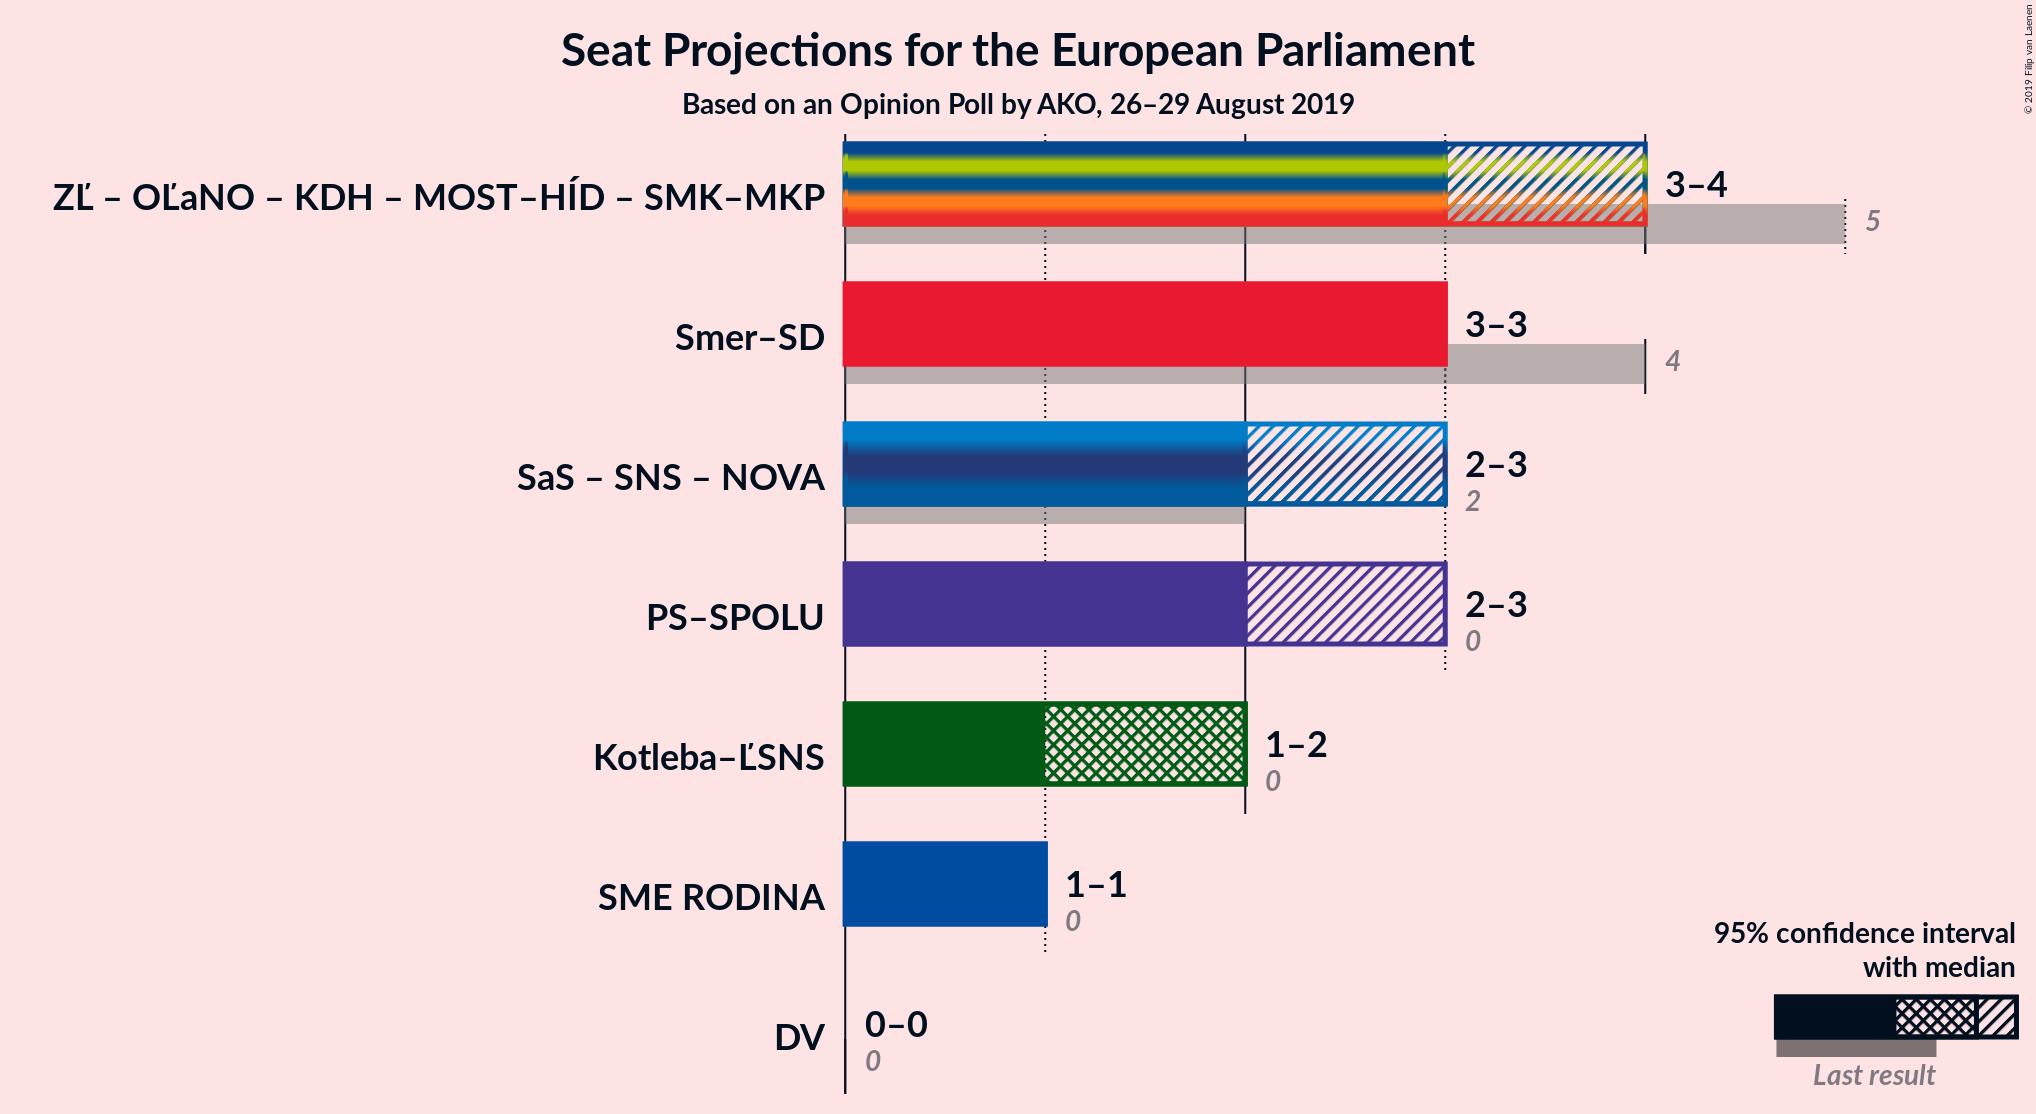 Seat Projections for the European Parliament
Based on an Opinion Poll by AKO, 26–29 August 2019
© 2019 Filip van Laenen
ZĽ – OĽaNO – KDH – MOST–HÍD – SMK–MKP
3–4
5
Smer–SD
3–3
4
SaS – SNS – NOVA
2–3
2
PS–SPOLU
2–3
0
Kotleba–ĽSNS
1–2
0
SME RODINA
1–1
0
DV
0–0
0
95% confidence interval
with median
Last result